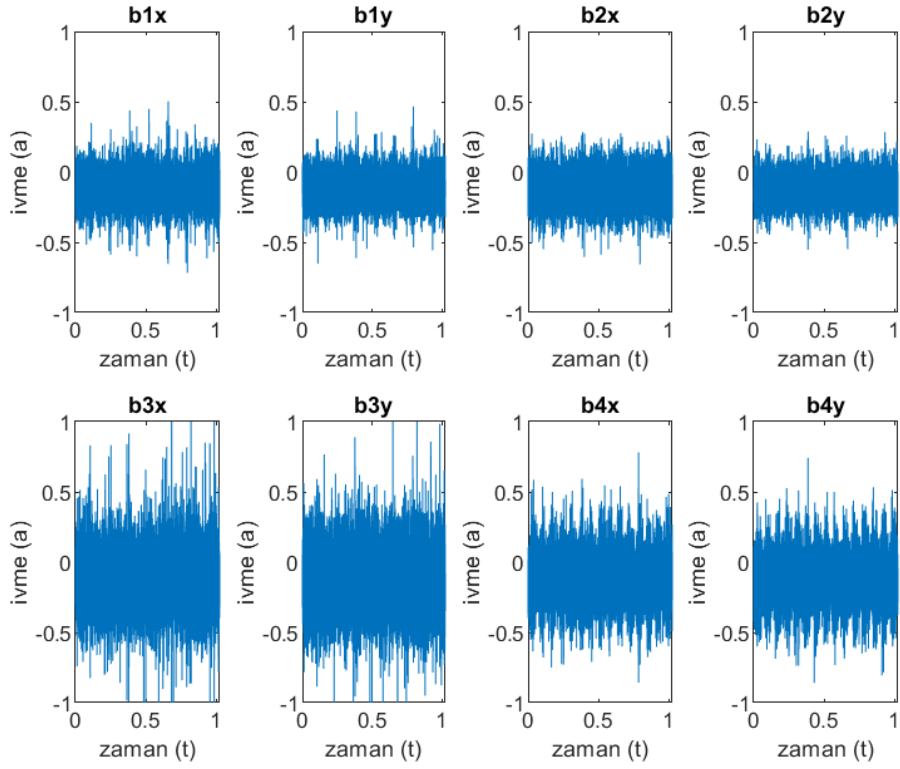 b1x b1y b2x b2y
1 1 1 1
0.5 0.5 0.5 0.5
ivme (a) ivme (a) ivme (a) ivme (a)
0 0 0 0
-0.5 -0.5 -0.5 -0.5
-1 -1 -1 -1
0 0.5 1 0 0.5 1 0 0.5 1 0 0.5 1
zaman (t) zaman (t) zaman (t) zaman (t)
b3x b3y b4x b4y
1 1 1 1
0.5 0.5 0.5 0.5
ivme (a) ivme (a) ivme (a) ivme (a)
0 0 0 0
-0.5 -0.5 -0.5 -0.5
-1 -1 -1 -1
0 0.5 1 0 0.5 1 0 0.5 1 0 0.5 1
zaman (t) zaman (t) zaman (t) zaman (t)